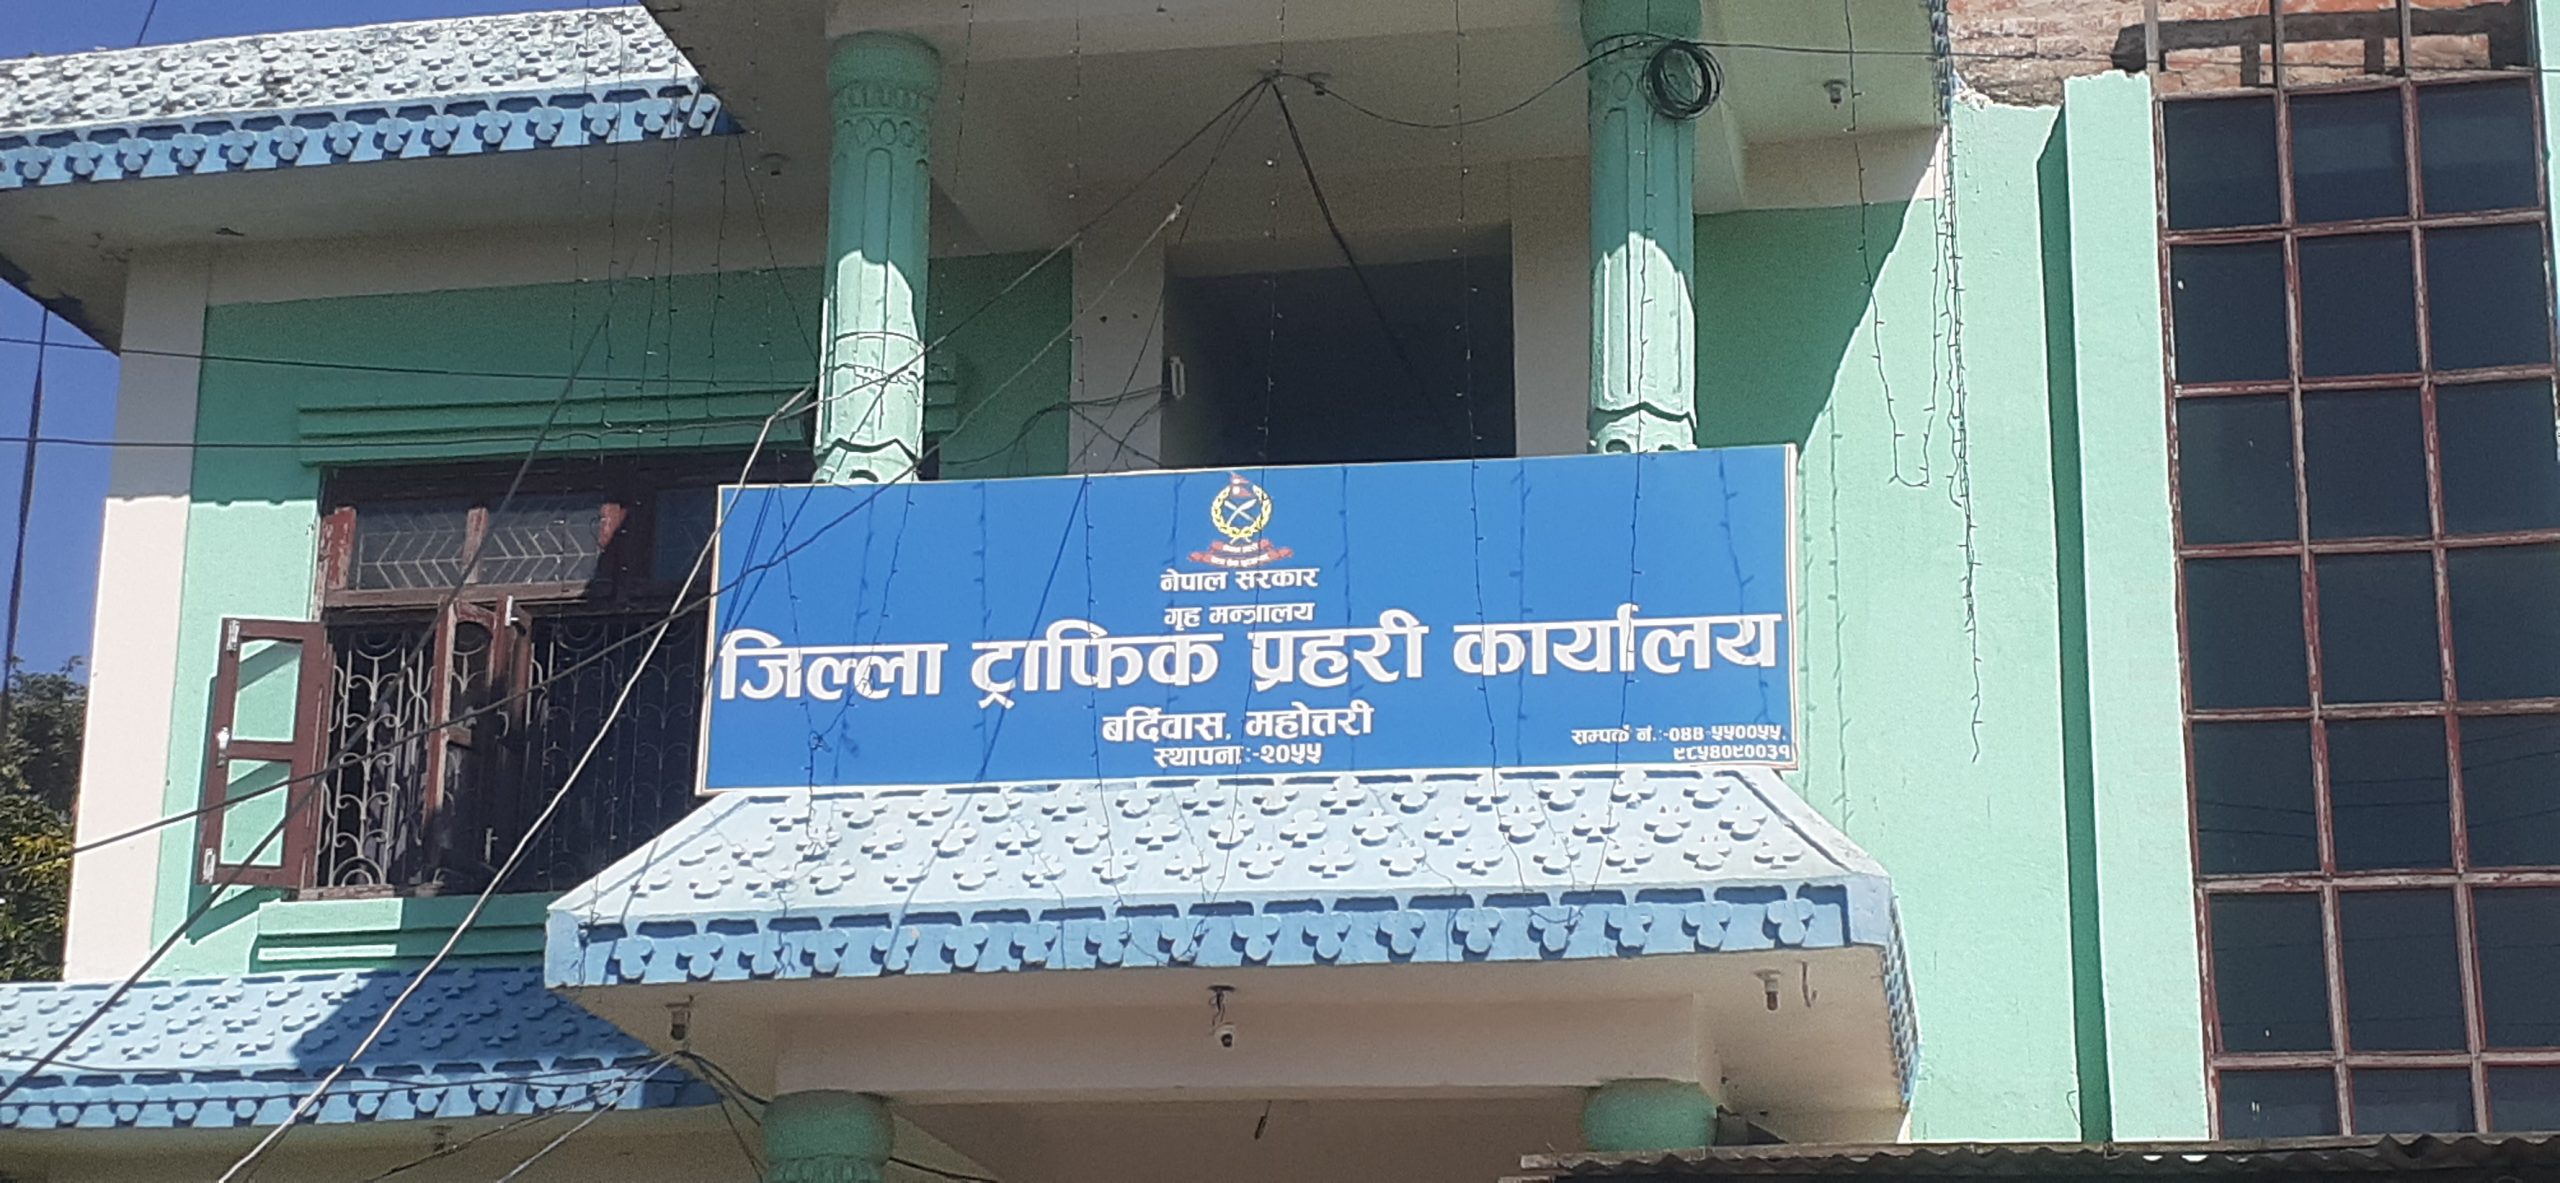 नेपाल सरकार
गृह मन्त्रालय
जिल्ला ट्राफिक प्रहरी कार्यालय
बर्दिवास, महोत्तरी
स्थापना:-२०५५
सम्पर्क नं.:-०४४-५५००५५,
९८५४०९००३१